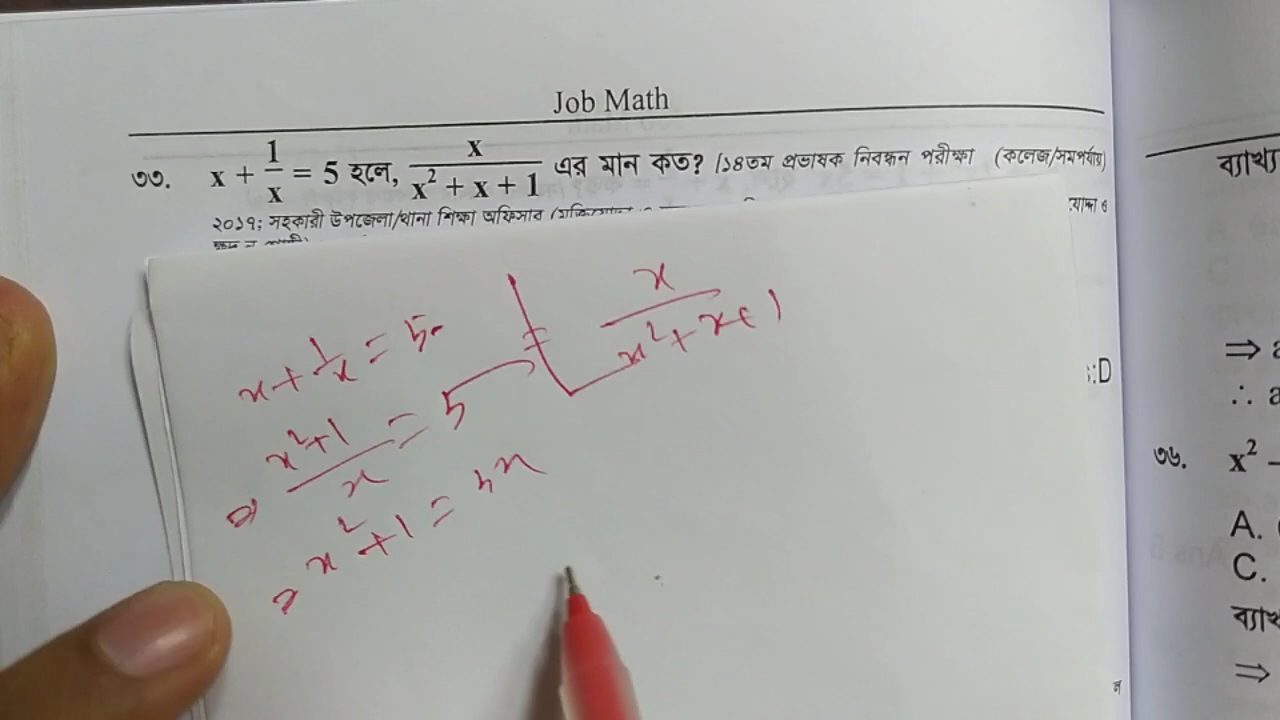 Job Math
৩৩. x + 1/x = 5 হলে, x/(x² + x + 1) এর মান কত? [১৪তম প্রভাষক নিবন্ধন পরীক্ষা (কলেজ/সমপর্যায়)
২০১৭; সহকারী উপজেলা/থানা শিক্ষা অফিসার
x + 1/x = 5
(x²+1)/x = 5
x²+1 = 5x
x/(x²+x+1)
:D
ব্যাখ্যা
⇒ a
∴ a
৩৬. x² -
A.
C.
ব্যাখ্
⇒